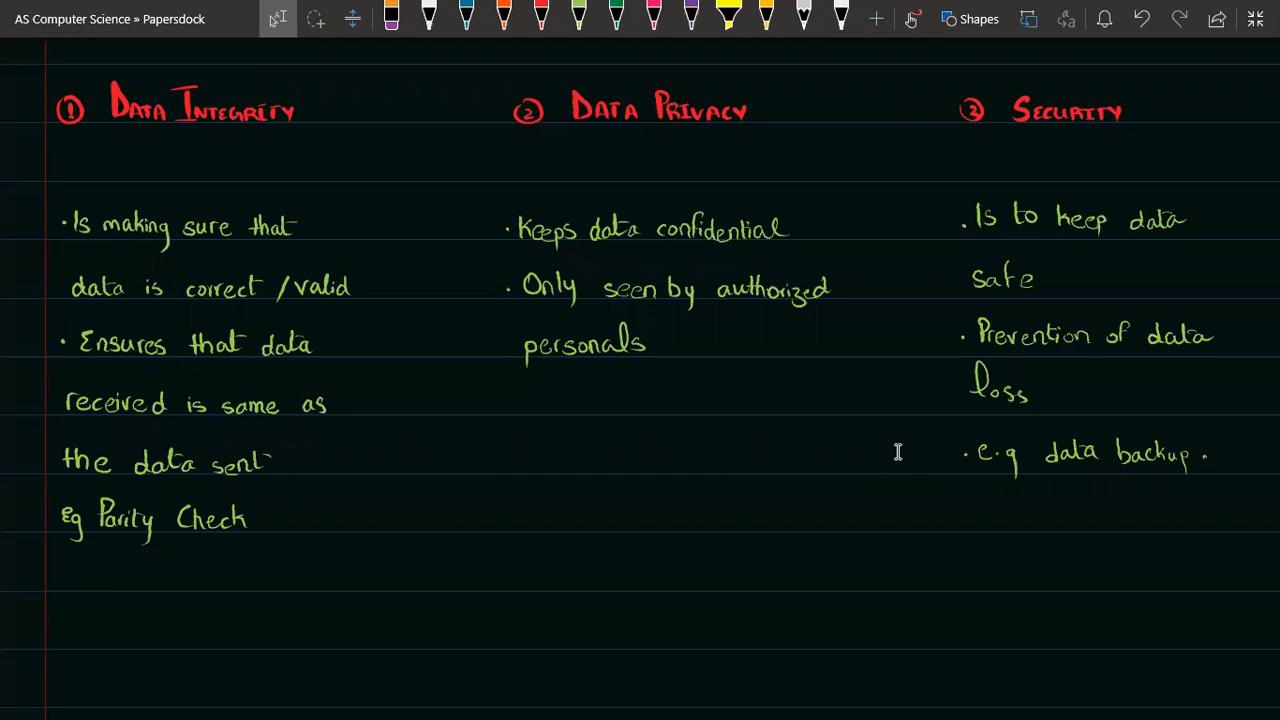 AS Computer Science » Papersdock
Shapes
① DATA INTEGRITY
· Is making sure that
data is correct / valid
· Ensures that data
received is same as
the data sent
eg Parity Check
② DATA PRIVACY
· Keeps data confidential
· Only seen by authorized
personals
③ SECURITY
· Is to keep data
safe
· Prevention of data
loss
· e.g data backup.